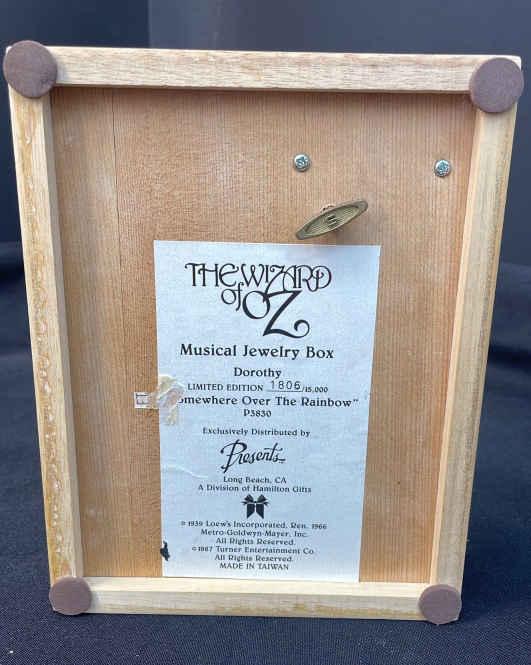 THE WIZARD
of OZ
Musical Jewelry Box
Dorothy
LIMITED EDITION 1806/15,000
omewhere Over The Rainbow"
P3830
Exclusively Distributed by
Presents
Long Beach, CA
A Division of Hamilton Gifts
© 1939 Loew's Incorporated, Ren. 1966
Metro-Goldwyn-Mayer, Inc.
All Rights Reserved.
© 1987 Turner Entertainment Co.
All Rights Reserved.
MADE IN TAIWAN